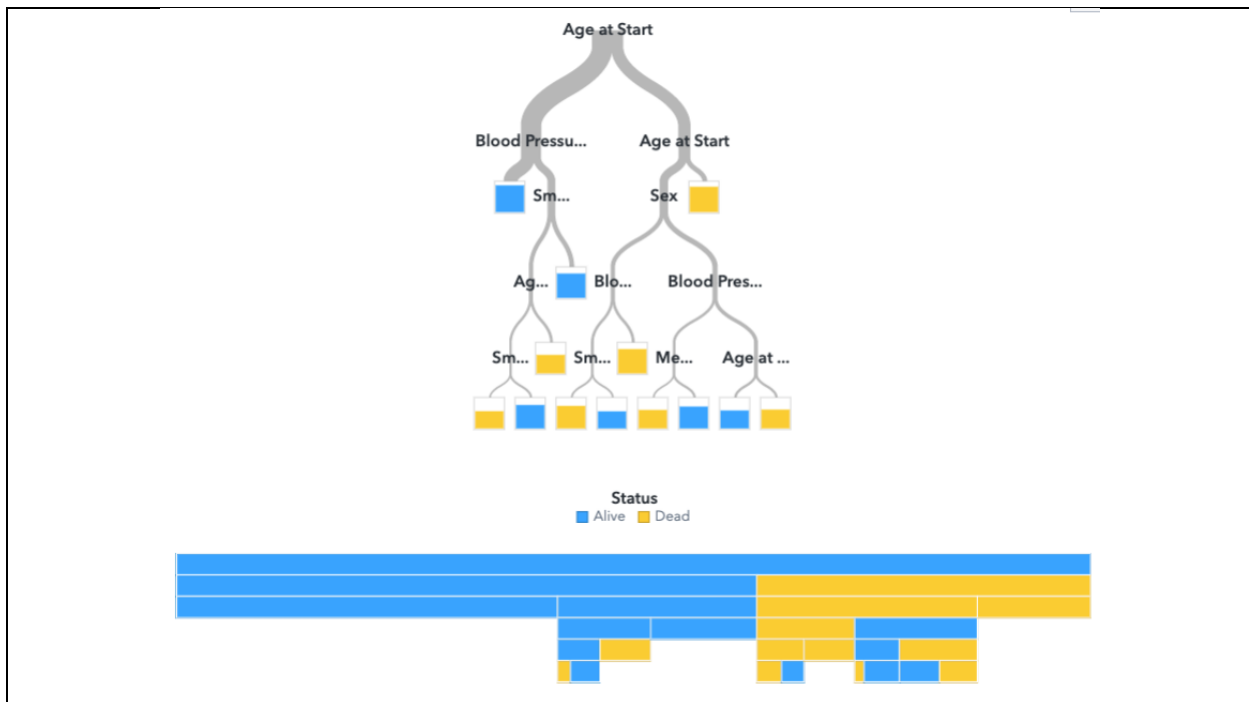 Age at Start
Blood Pressu... Age at Start
Sm... Sex
Ag... Blo... Blood Pres...
Sm... Sm... Me... Age at ...
Status
Alive Dead